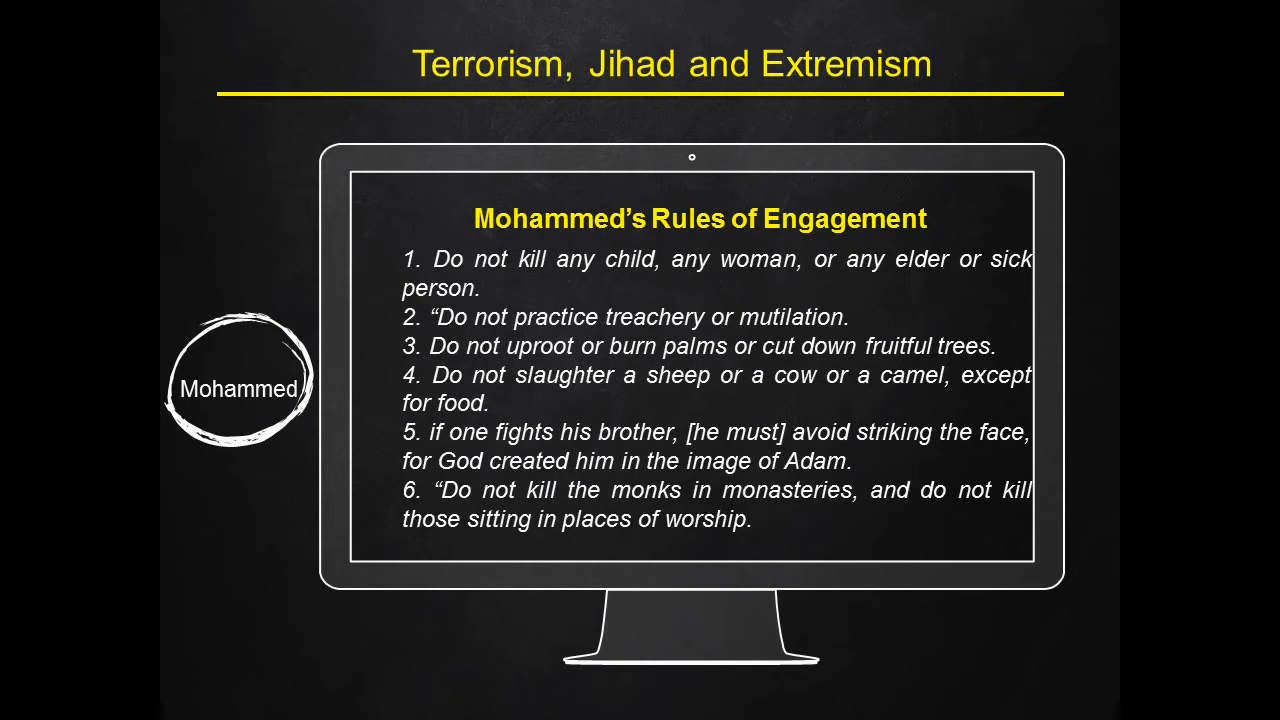 Terrorism, Jihad and Extremism
Mohammed’s Rules of Engagement
1. Do not kill any child, any woman, or any elder or sick
person.
2. “Do not practice treachery or mutilation.
3. Do not uproot or burn palms or cut down fruitful trees.
4. Do not slaughter a sheep or a cow or a camel, except
for food.
5. if one fights his brother, [he must] avoid striking the face,
for God created him in the image of Adam.
6. “Do not kill the monks in monasteries, and do not kill
those sitting in places of worship.
Mohammed